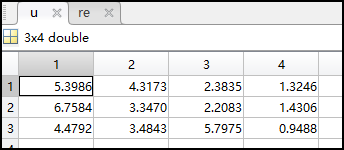 u re
3x4 double
1 2 3 4
1 5.3986 4.3173 2.3835 1.3246
2 6.7584 3.3470 2.2083 1.4306
3 4.4792 3.4843 5.7975 0.9488